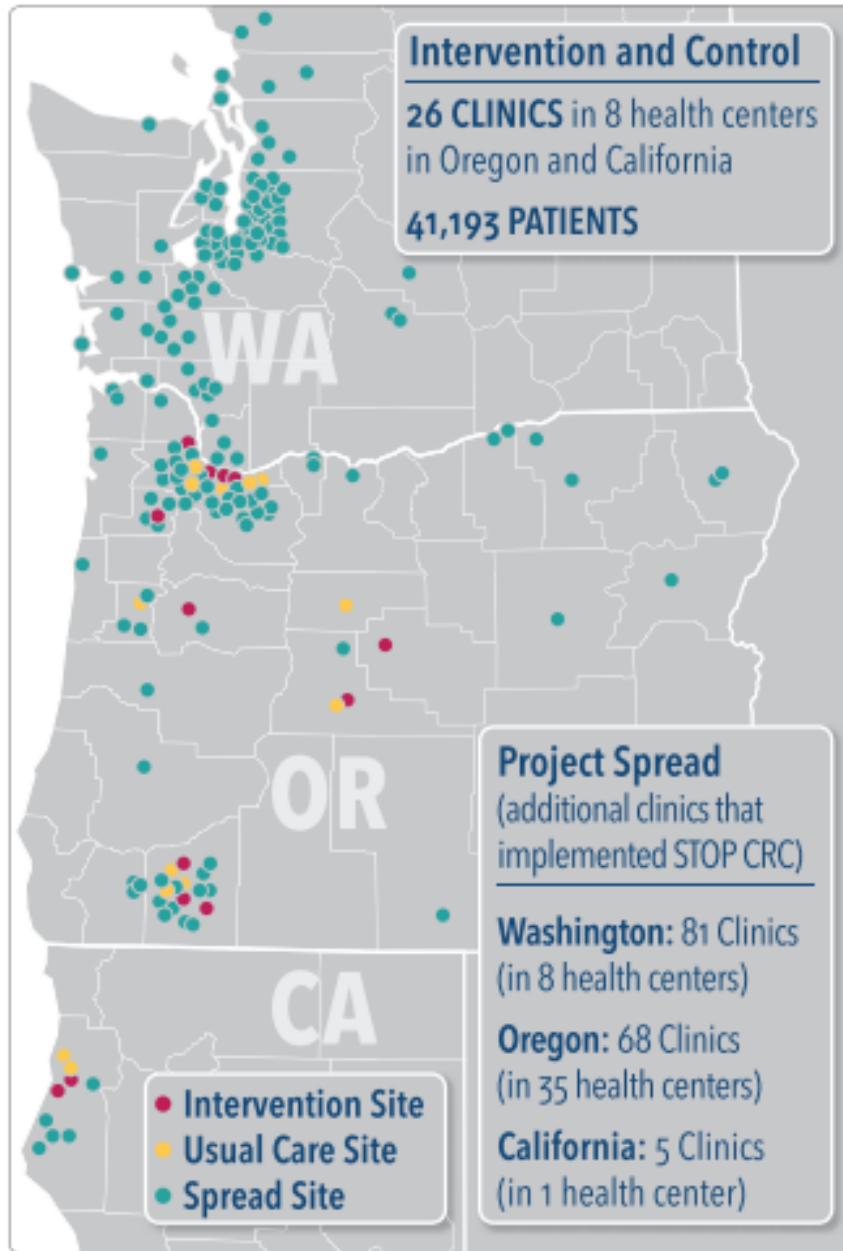 Intervention and Control
26 CLINICS in 8 health centers
in Oregon and California
41,193 PATIENTS
WA
OR
Project Spread
(additional clinics that
implemented STOP CRC)
Washington: 81 Clinics
(in 8 health centers)
Oregon: 68 Clinics
(in 35 health centers)
California: 5 Clinics
(in 1 health center)
CA
Intervention Site
Usual Care Site
Spread Site